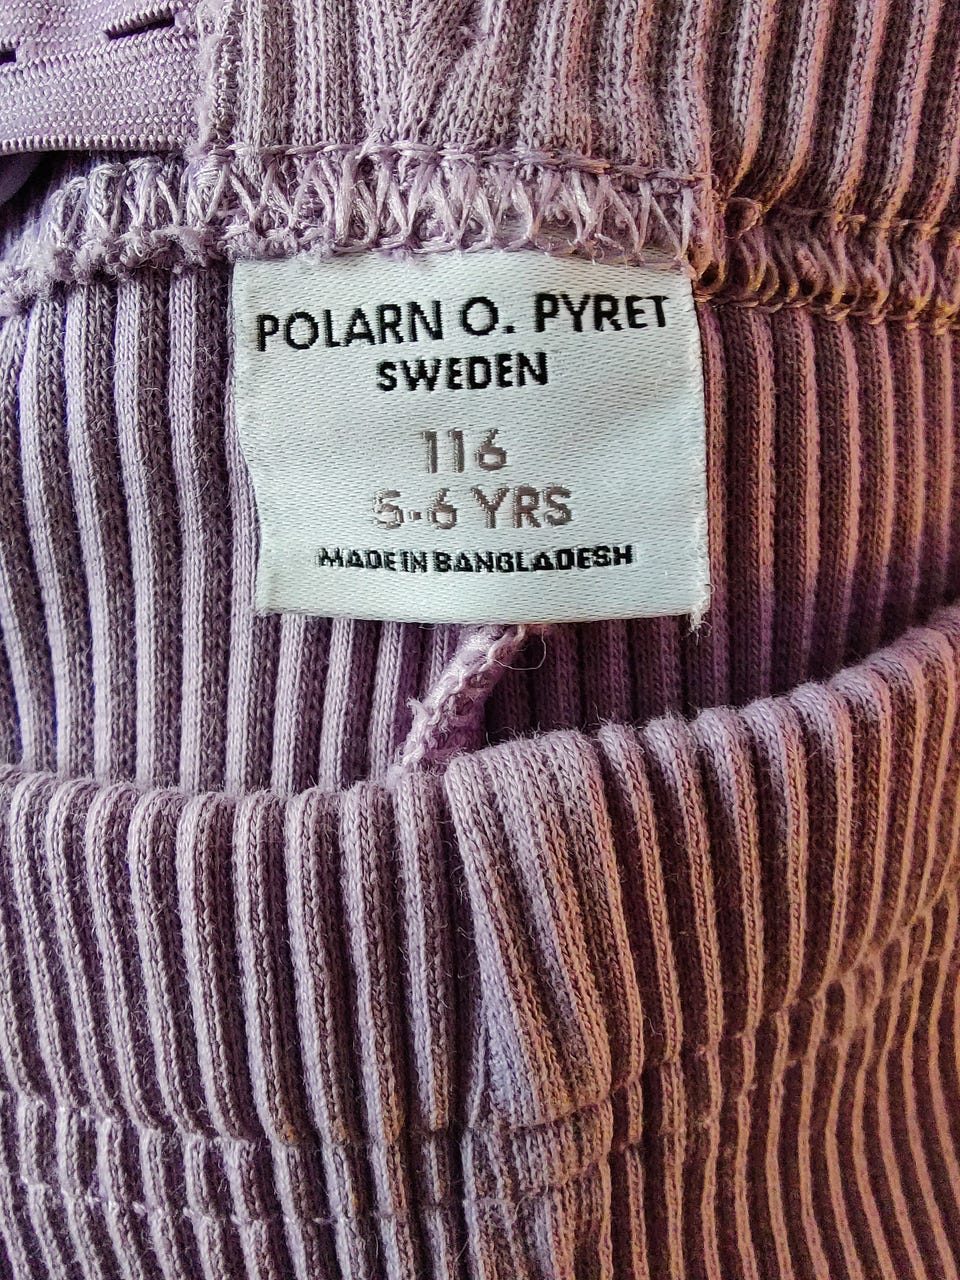 POLARN O. PYRET
SWEDEN
116
5-6 YRS
MADE IN BANGLADESH